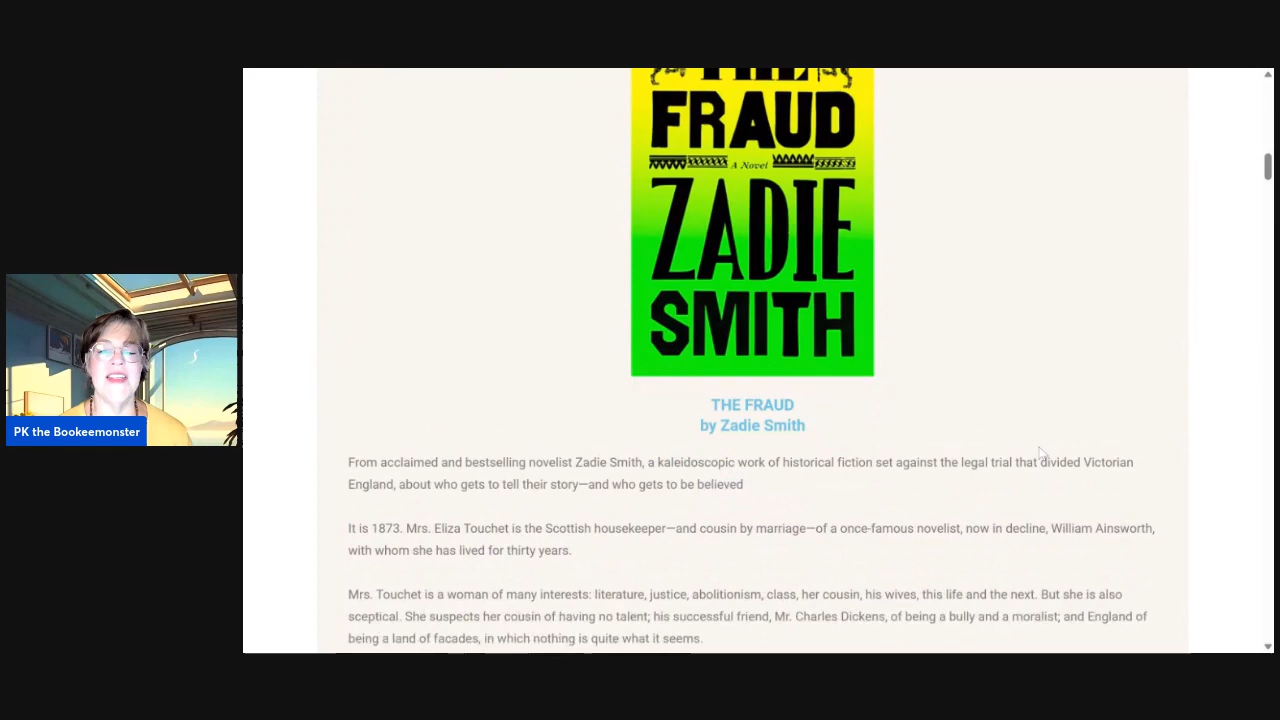 THE
FRAUD
A Novel
ZADIE
SMITH
THE FRAUD
by Zadie Smith
From acclaimed and bestselling novelist Zadie Smith, a kaleidoscopic work of historical fiction set against the legal trial that divided Victorian
England, about who gets to tell their story—and who gets to be believed
It is 1873. Mrs. Eliza Touchet is the Scottish housekeeper—and cousin by marriage—of a once-famous novelist, now in decline, William Ainsworth,
with whom she has lived for thirty years.
Mrs. Touchet is a woman of many interests: literature, justice, abolitionism, class, her cousin, his wives, this life and the next. But she is also
sceptical. She suspects her cousin of having no talent; his successful friend, Mr. Charles Dickens, of being a bully and a moralist; and England of
being a land of facades, in which nothing is quite what it seems.
PK the Bookeemonster